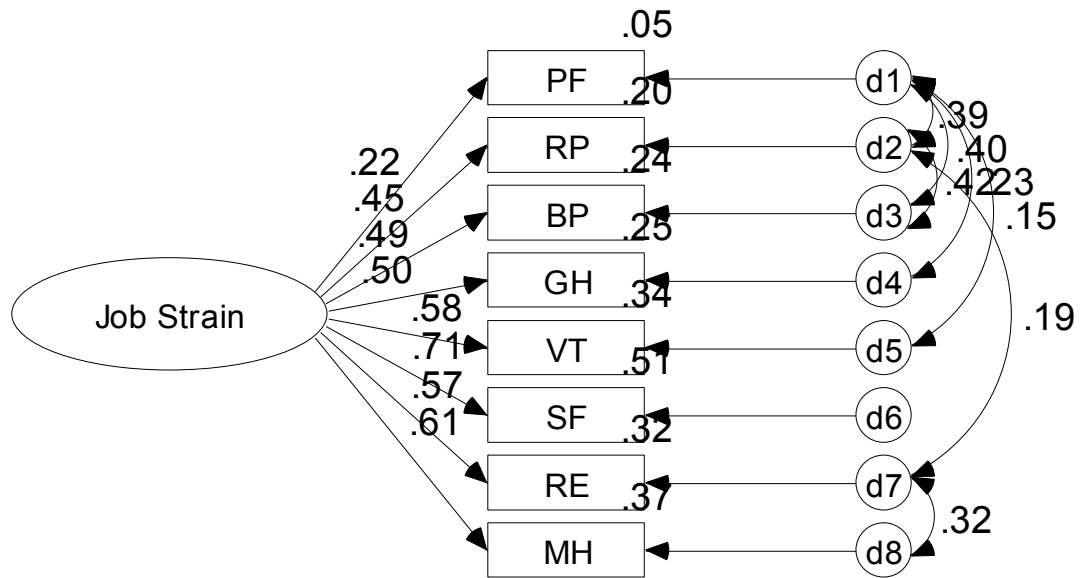 .05
PF
d1
.20
.39
RP
d2
.22
.24
.40
.45
.42
.23
BP
d3
.15
.49
.25
.50
GH
d4
.34
.58
.19
Job Strain
VT
d5
.71
.51
.57
SF
d6
.61
.32
RE
d7
.37
.32
MH
d8